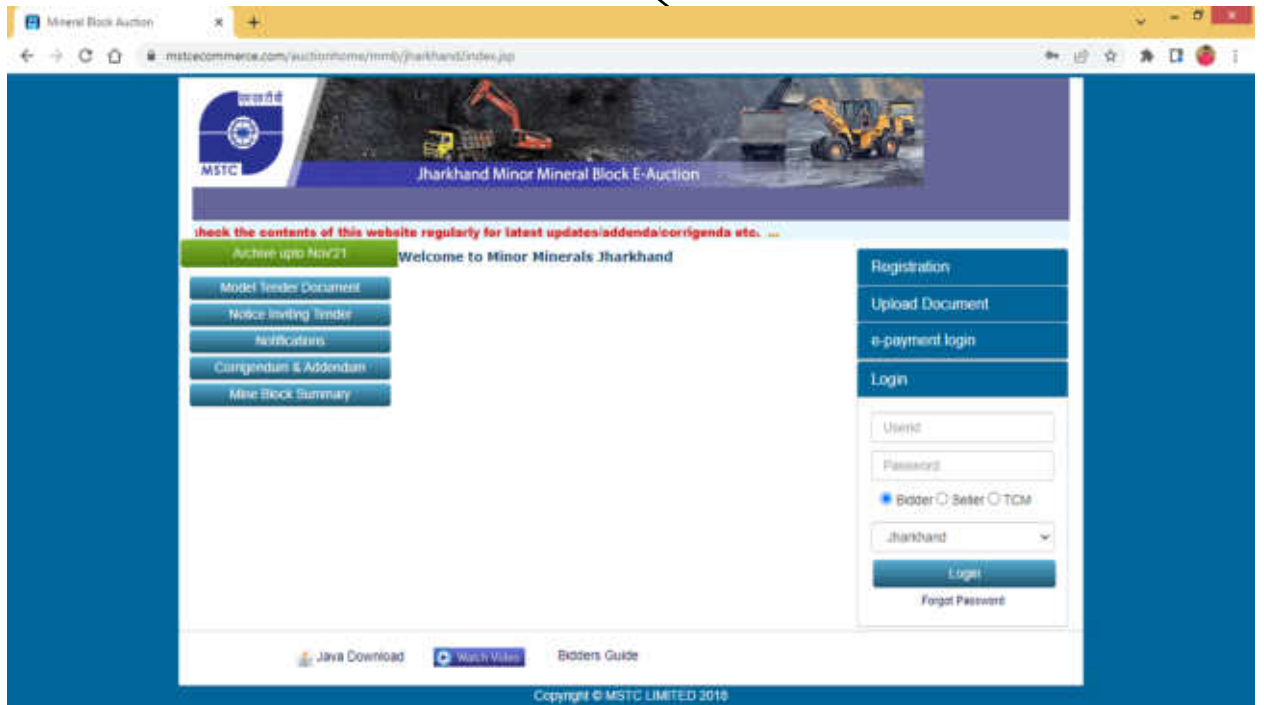 Mineral Block Auction
mstcecommerce.com/auctionhome/mmb/jharkhand/index.jsp
एम एस टी सी
MSTC
Jharkhand Minor Mineral Block E-Auction
check the contents of this website regularly for latest updates/addenda/corrigenda etc. ...
Archive upto Nov'21
Welcome to Minor Minerals Jharkhand
Model Tender Document
Notice Inviting Tender
Notifications
Corrigendum & Addendum
Mine Block Summary
Registration
Upload Document
e-payment login
Login
Userid
Password
Bidder Seller TCM
Jharkhand
Login
Forgot Password
Java Download Watch Video Bidders Guide
Copyright © MSTC LIMITED 2018